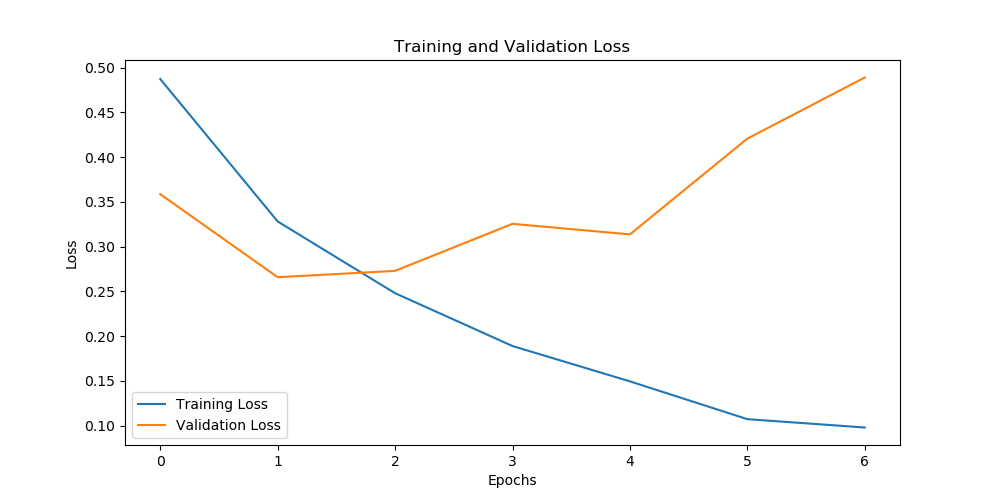 Training and Validation Loss
0.50
0.45
0.40
0.35
0.30
0.25
0.20
0.15
0.10
Loss
Training Loss
Validation Loss
0 1 2 3 4 5 6
Epochs